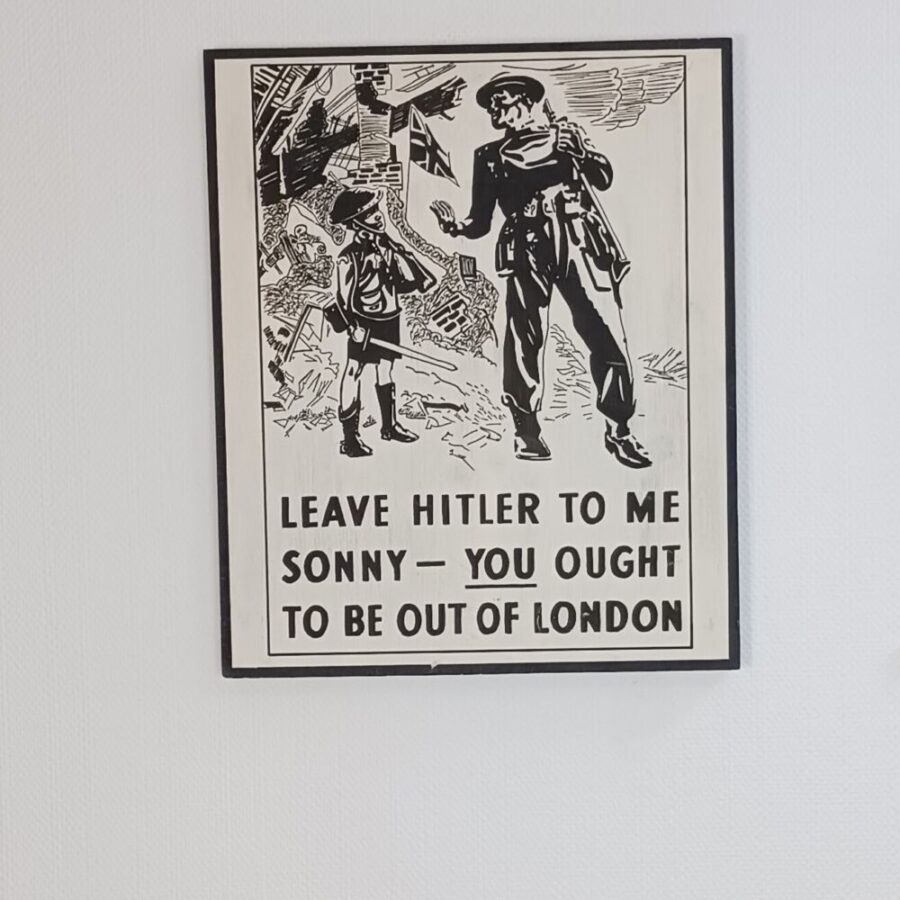 LEAVE HITLER TO ME
SONNY — YOU OUGHT
TO BE OUT OF LONDON